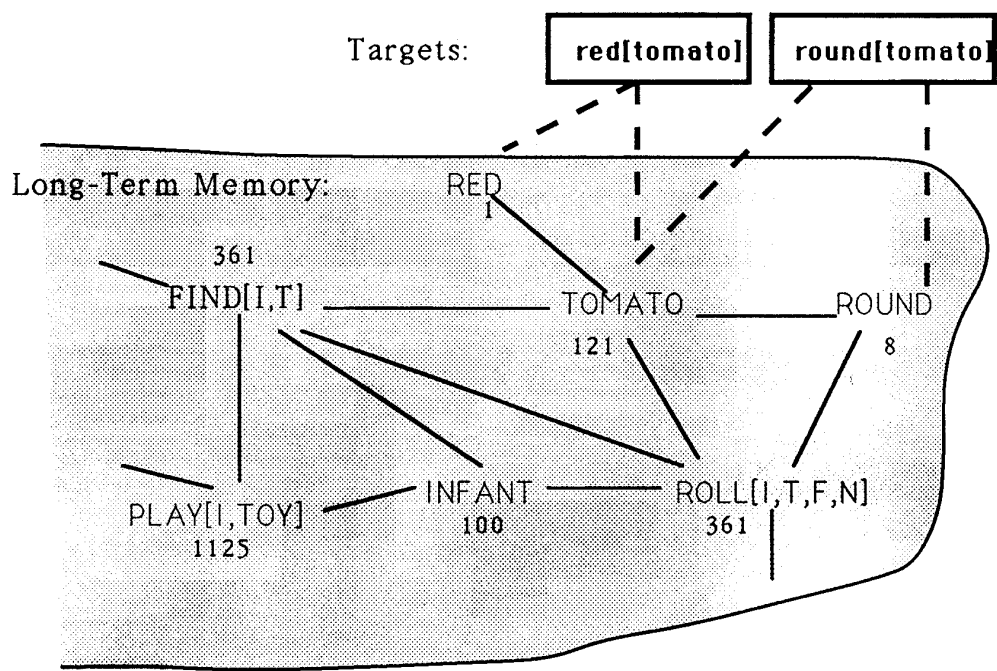 Targets: red[tomato] round[tomato]
Long-Term Memory: RED
1
361
FIND[I,T] TOMATO ROUND
121 8
PLAY[I,TOY] INFANT ROLL[I,T,F,N]
1125 100 361